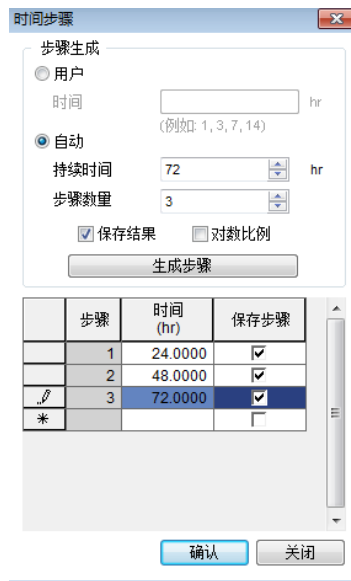 时间步骤
步骤生成
用户
时间 hr
(例如: 1, 3, 7, 14)
自动
持续时间 72 hr
步骤数量 3
保存结果 对数比例
生成步骤
步骤 时间 (hr) 保存步骤
1 24.0000
2 48.0000
3 72.0000
*
确认 关闭